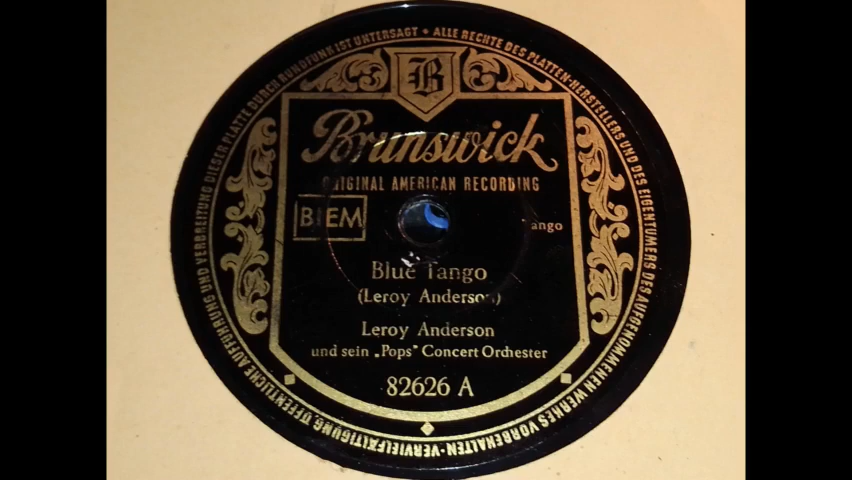 B
Brunswick
ORIGINAL AMERICAN RECORDING
BIEM
ango
Blue Tango
(Leroy Anderson)
Leroy Anderson
und sein „Pops" Concert Orchester
82626 A
ALLE RECHTE DES PLATTEN-HERSTELLERS UND DES EIGENTÜMERS DES AUFGENOMMENEN WERKES VORBEHALTEN-VERVIELFÄLTIGUNG, ÖFFENTLICHE AUFFÜHRUNG UND VERBREITUNG DIESER PLATTE DURCH RUNDFUNK IST UNTERSAGT